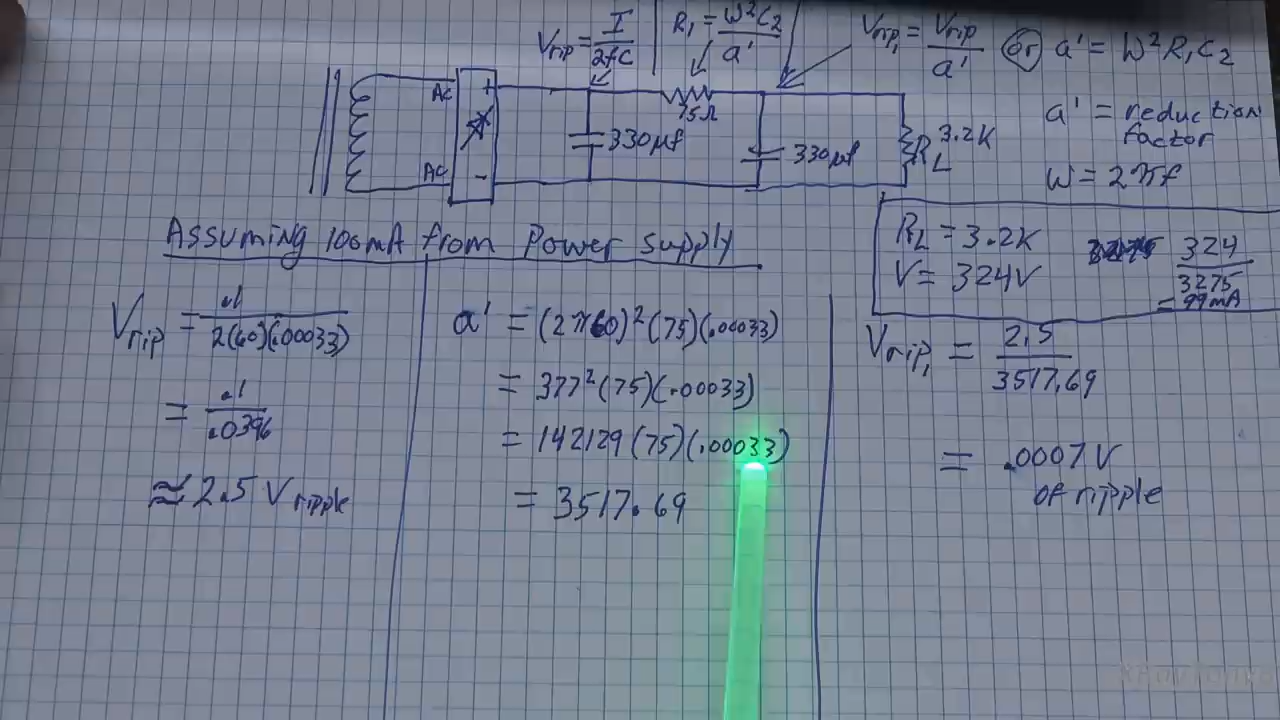 Vrip = I / 2fC
R1 = W²C2 / a'
Vrip1 = Vrip / a'
or a' = W²R1C2
a' = reduction
factor
W = 2πf
AC
+
75Ω
330µf
330µf
3.2K
RL
AC
-
Assuming 100mA from Power Supply
RL = 3.2K
V = 324V
324 / 3275
= 99mA
Vrip = .1 / 2(60)(.00033)
= .1 / .0396
≈ 2.5 Vripple
a' = (2π60)²(75)(.00033)
= 377²(75)(.00033)
= 142129(75)(.00033)
= 3517.69
Vrip1 = 2.5 / 3517.69
= .0007V
of ripple